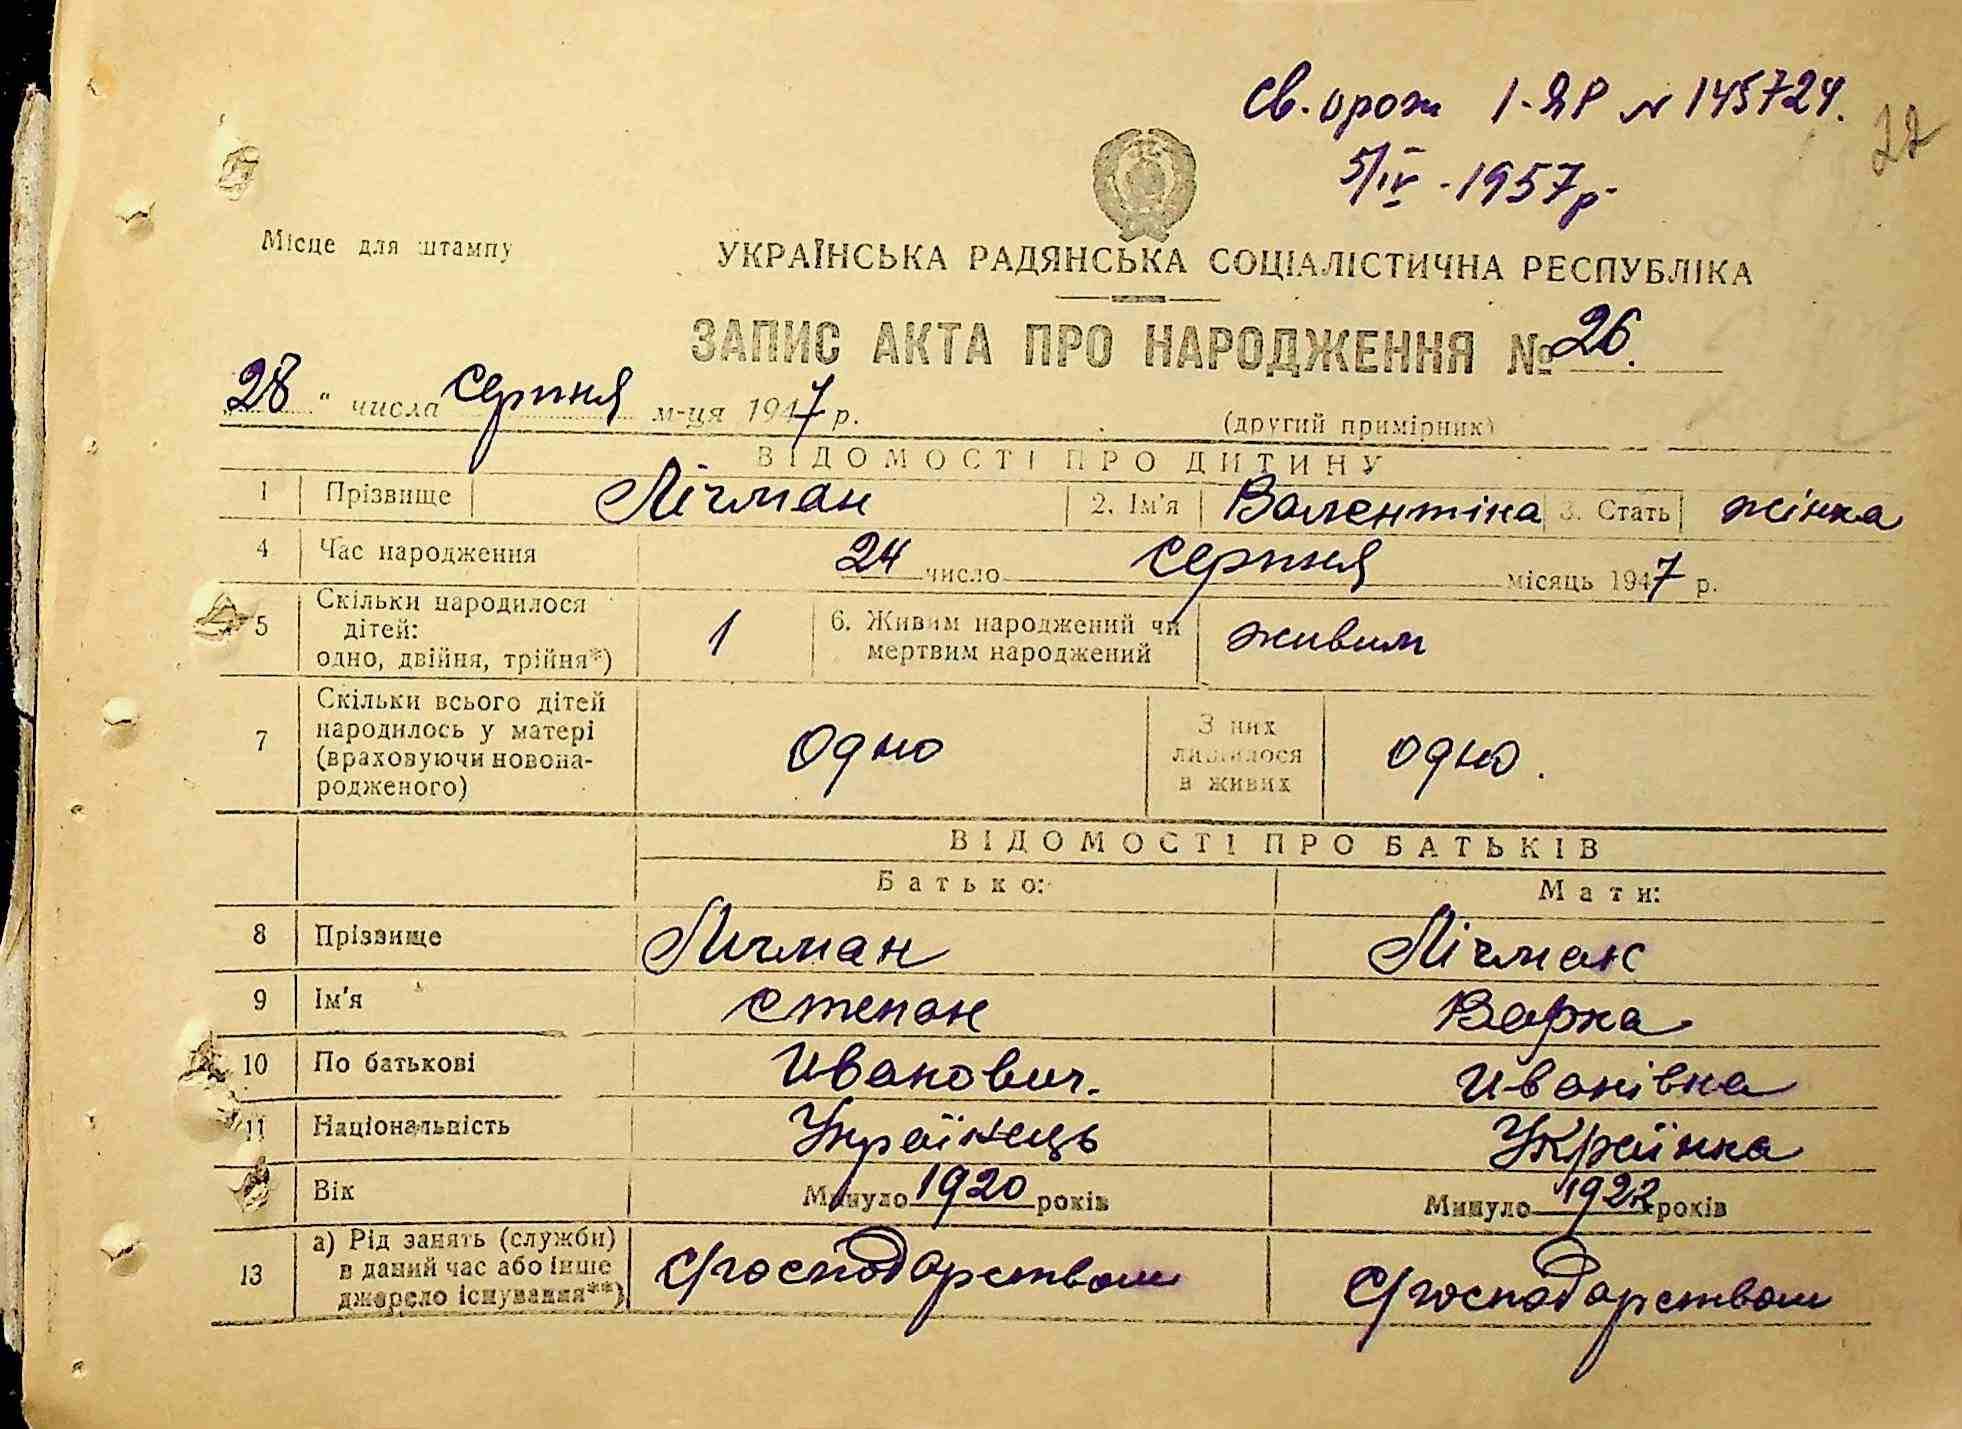 Св. про рож 1-ЯР № 145724.
22
5/IV - 1957 р.
Місце для штампу
УКРАЇНСЬКА РАДЯНСЬКА СОЦІАЛІСТИЧНА РЕСПУБЛІКА
ЗАПИС АКТА ПРО НАРОДЖЕННЯ № 26.
„28" числа серпня м-ця 1947 р.
(другий примірник)
ВІДОМОСТІ ПРО ДИТИНУ
1 Прізвище Лічман 2. Ім'я Валентіна 3. Стать жінка
4 Час народження 24 число серпня місяць 1947 р.
5 Скільки народилося дітей: одно, двійня, трійня*) 1 6. Живим народжений чи мертвим народжений живим
7 Скільки всього дітей народилось у матері (враховуючи новонародженого) Одно З них лишилося в живих одно.
ВІДОМОСТІ ПРО БАТЬКІВ
Батько: Мати:
8 Прізвище Личман Лічман
9 Ім'я Степан Варка
10 По батькові Иванович. Иванівна
11 Національність Українець Українка
Вік Минуло 1920 років Минуло 1922 років
13 а) Рід занять (служби) в даний час або інше джерело існування**) с/господарством с/господарством